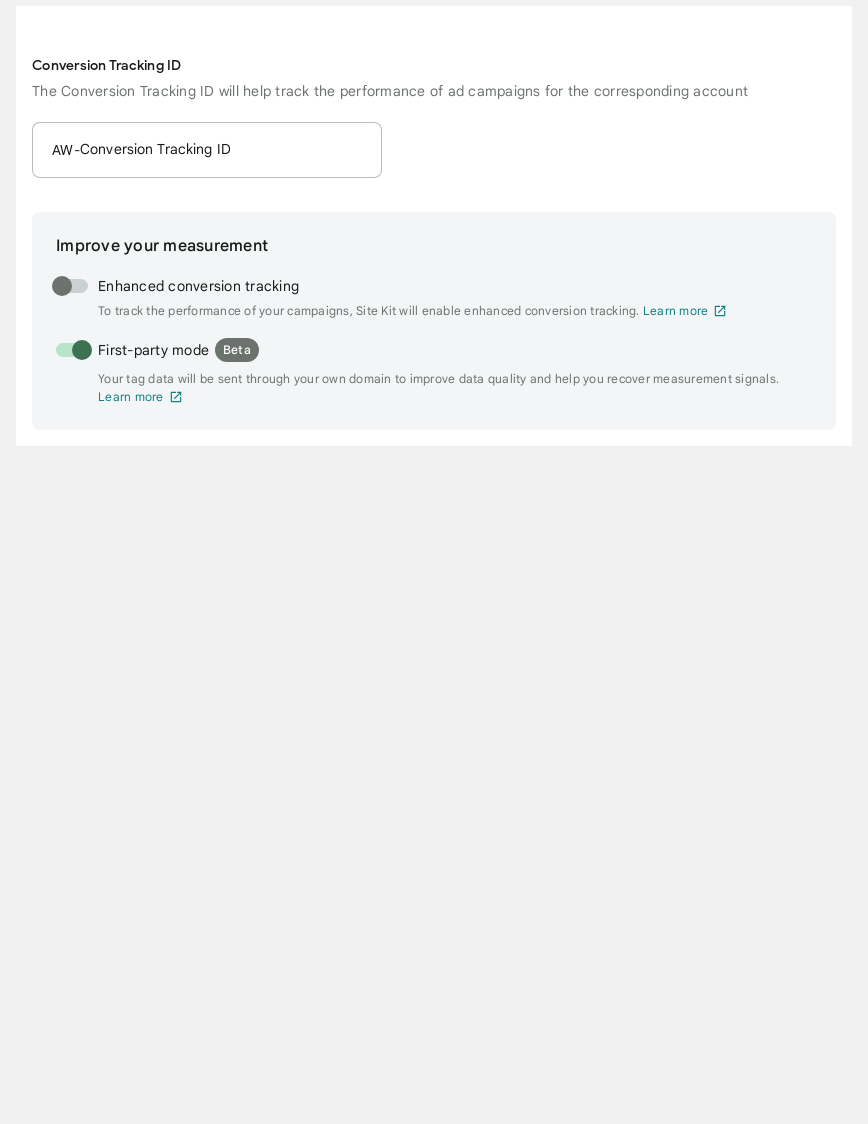 Conversion Tracking ID
The Conversion Tracking ID will help track the performance of ad campaigns for the corresponding account
AW-Conversion Tracking ID
Improve your measurement
Enhanced conversion tracking
To track the performance of your campaigns, Site Kit will enable enhanced conversion tracking. Learn more
First-party mode Beta
Your tag data will be sent through your own domain to improve data quality and help you recover measurement signals.
Learn more